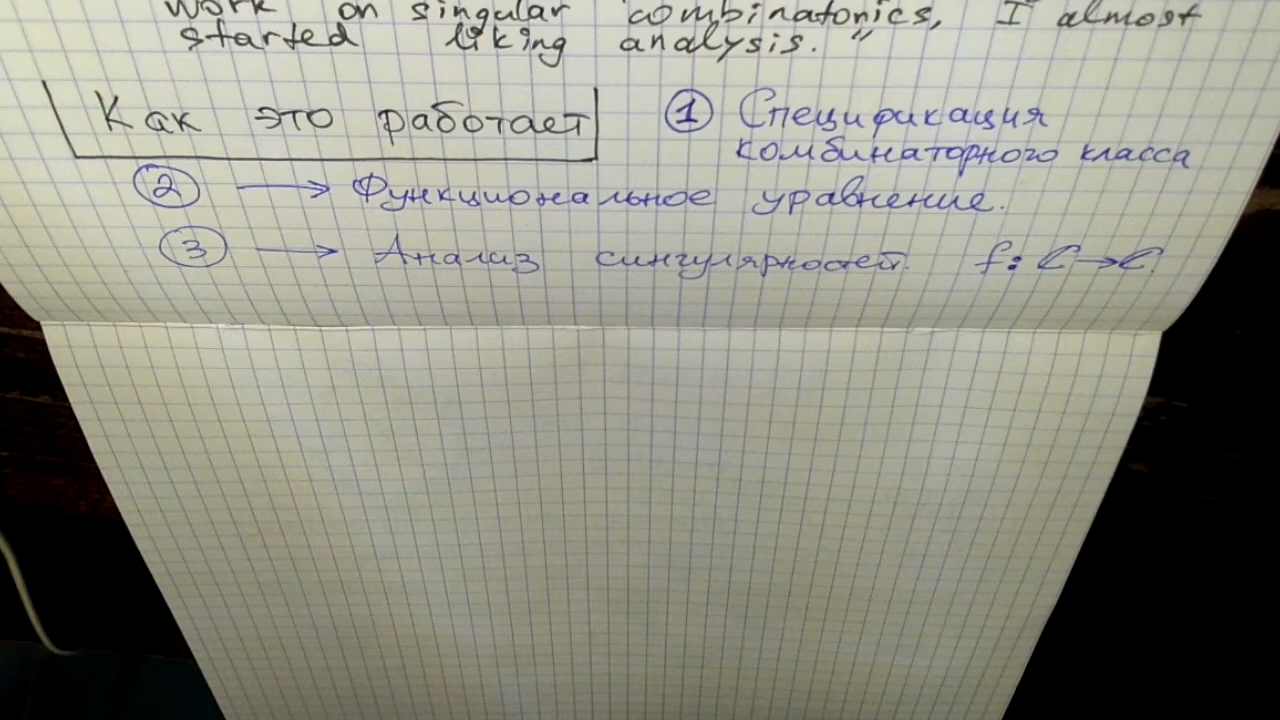 work on singular combinatorics, I almost
started liking analysis."
Как это работает ① Спецификация
комбинаторного класса
② → Функциональное уравнение.
③ → Анализ сингулярностей. f: ℂ→ℂ.